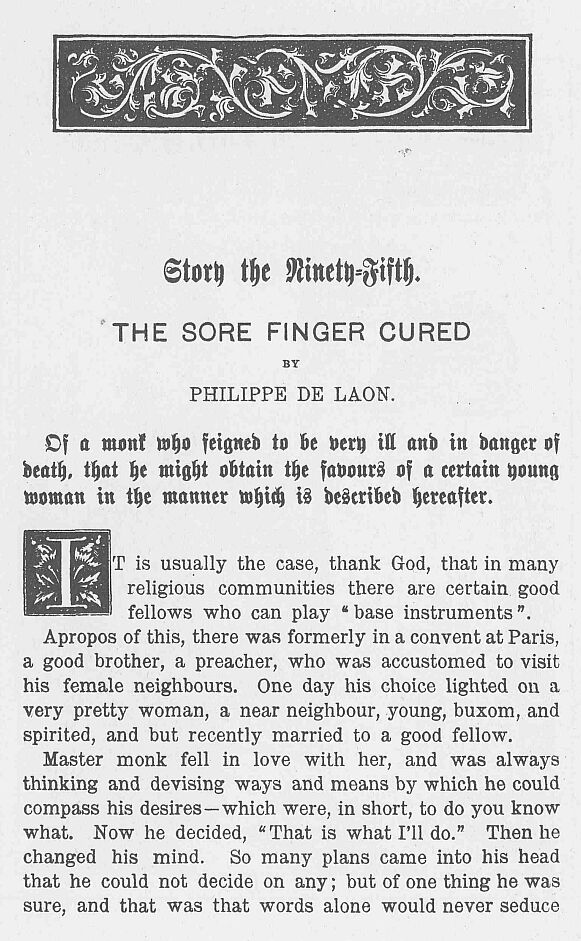 Story the Ninety-Fifth.
THE SORE FINGER CURED
BY
PHILIPPE DE LAON.
Of a monk who feigned to be very ill and in danger of
death, that he might obtain the favours of a certain young
woman in the manner which is described hereafter.
IT is usually the case, thank God, that in many
religious communities there are certain good
fellows who can play “base instruments”.
Apropos of this, there was formerly in a convent at Paris,
a good brother, a preacher, who was accustomed to visit
his female neighbours. One day his choice lighted on a
very pretty woman, a near neighbour, young, buxom, and
spirited, and but recently married to a good fellow.
Master monk fell in love with her, and was always
thinking and devising ways and means by which he could
compass his desires—which were, in short, to do you know
what. Now he decided, “That is what I’ll do.” Then he
changed his mind. So many plans came into his head
that he could not decide on any; but of one thing he was
sure, and that was that words alone would never seduce